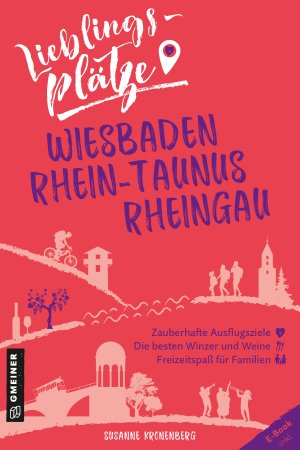 Lieblings-
plätze
WIESBADEN
RHEIN-TAUNUS
RHEINGAU
Zauberhafte Ausflugsziele
Die besten Winzer und Weine
Freizeitspaß für Familien
GMEINER
SUSANNE KRONENBERG
E-Book
inkl.